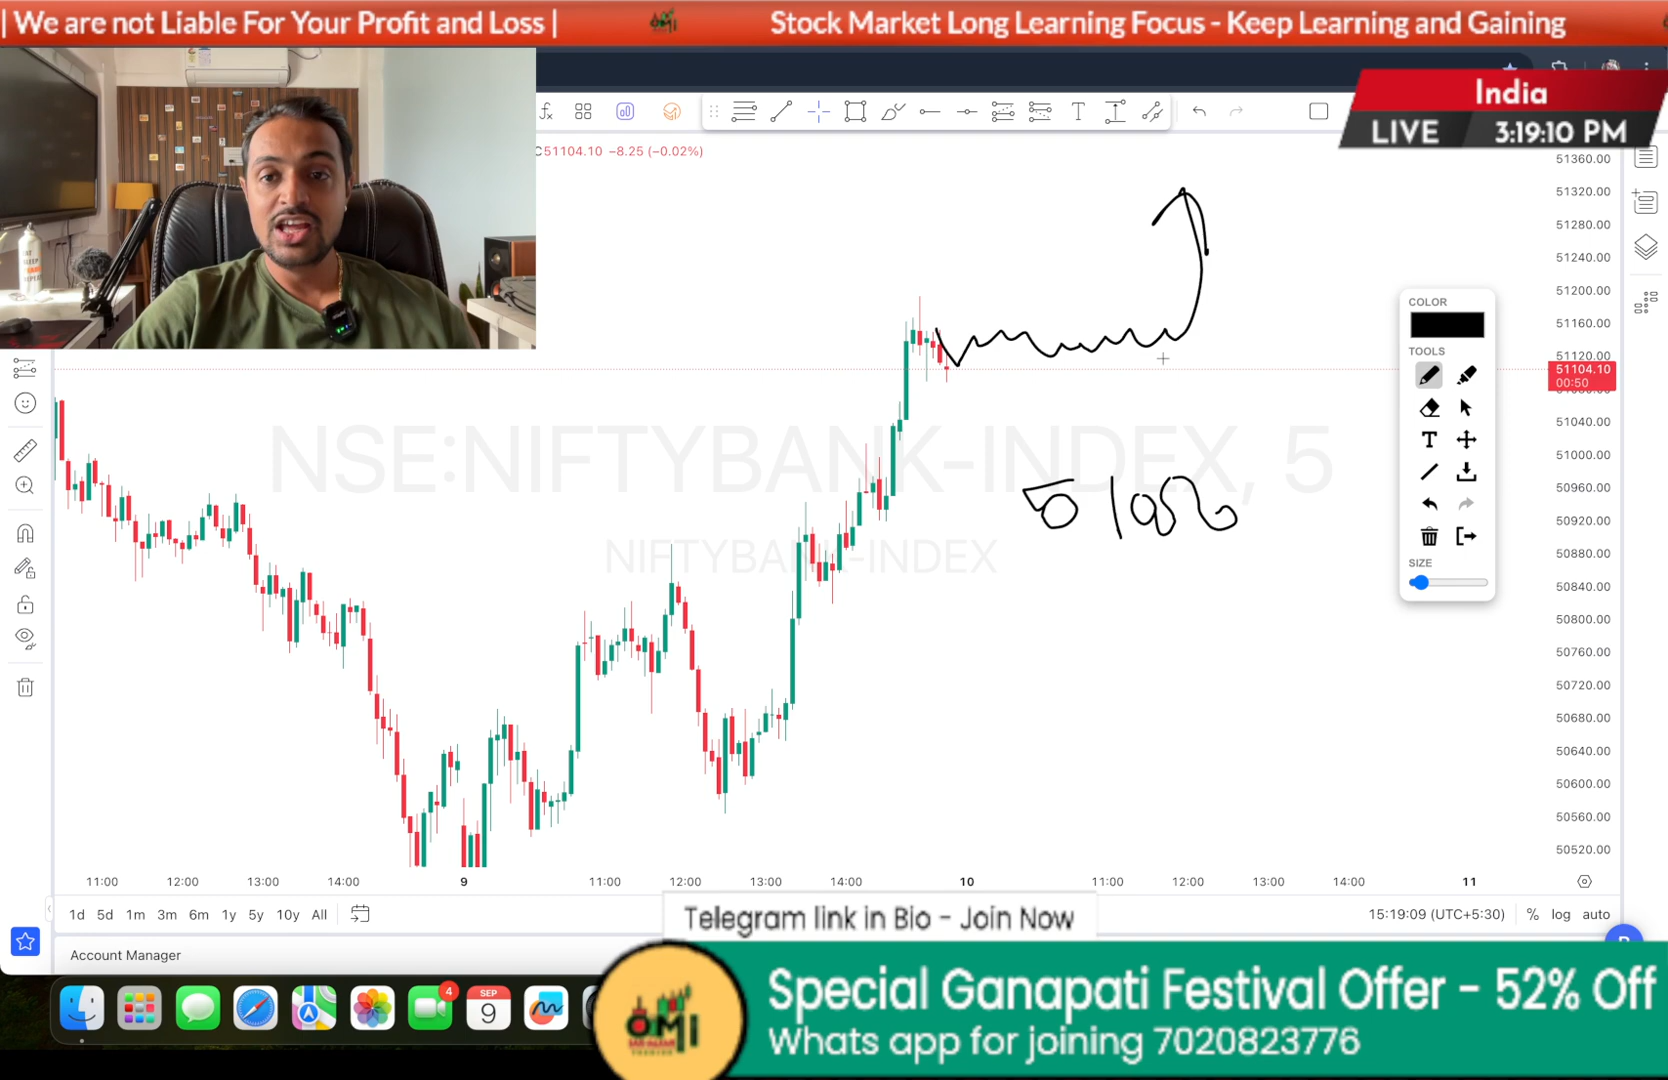 | We are not Liable For Your Profit and Loss |
Stock Market Long Learning Focus - Keep Learning and Gaining
India
LIVE 3:19:10 PM
C51104.10 −8.25 (−0.02%)
51360.00
51320.00
51280.00
51240.00
51200.00
51160.00
51120.00
51104.10
00:50
51040.00
51000.00
50960.00
50920.00
50880.00
50840.00
50800.00
50760.00
50720.00
50680.00
50640.00
50600.00
50560.00
50520.00
COLOR
TOOLS
SIZE
NSE:NIFTYBANK-INDEX, 5
NIFTYBANK-INDEX
11:00 12:00 13:00 14:00 9 11:00 12:00 13:00 14:00 10 11:00 12:00 13:00 14:00 11
1d 5d 1m 3m 6m 1y 5y 10y All
15:19:09 (UTC+5:30) % log auto
Telegram link in Bio - Join Now
Account Manager
4
SEP
9
OMi
Special Ganapati Festival Offer - 52% Off
Whats app for joining 7020823776